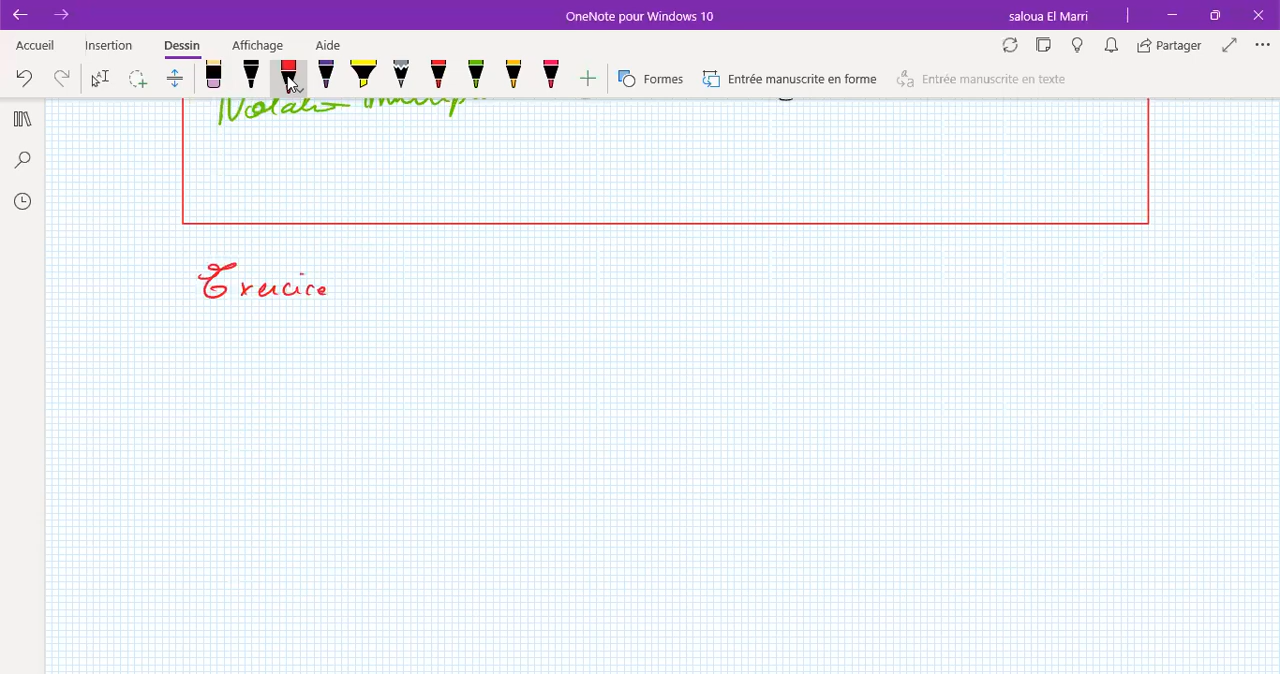 OneNote pour Windows 10
saloua El Marri
Accueil
Insertion
Dessin
Affichage
Aide
Partager
Formes
Entrée manuscrite en forme
Entrée manuscrite en texte
Exercice